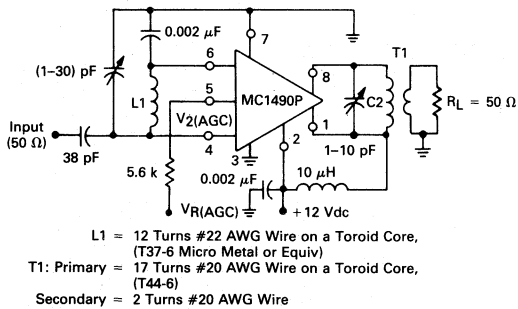 0.002 µF
7
(1–30) pF
6
T1
8
L1
5
MC1490P
C2
R_L = 50 Ω
V_2(AGC)
Input
(50 Ω)
4
1
2
38 pF
3
1–10 pF
5.6 k
0.002 µF
10 µH
V_R(AGC)
+12 Vdc
L1 = 12 Turns #22 AWG Wire on a Toroid Core,
(T37-6 Micro Metal or Equiv)
T1: Primary = 17 Turns #20 AWG Wire on a Toroid Core,
(T44-6)
Secondary = 2 Turns #20 AWG Wire